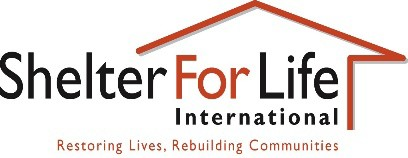 Shelter For Life
International
Restoring Lives, Rebuilding Communities